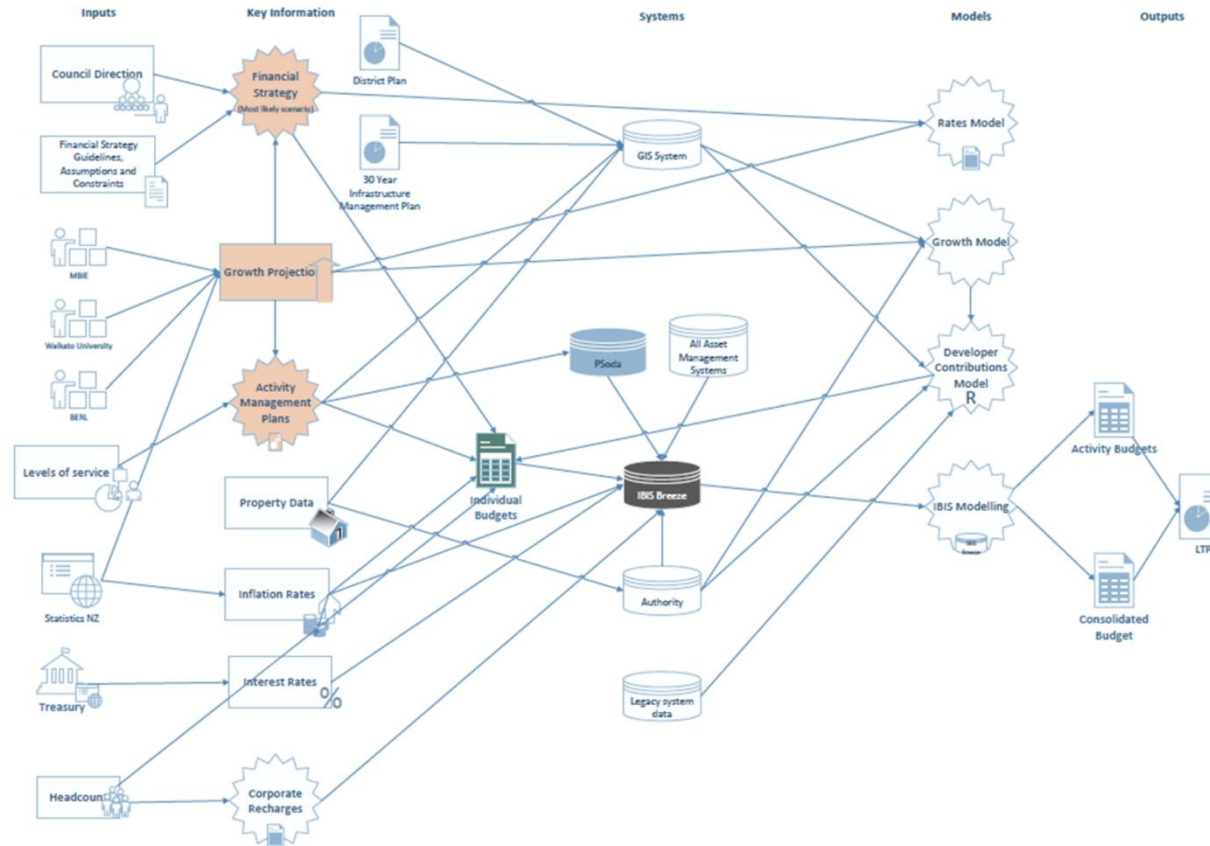 Inputs
Key Information
Systems
Models
Outputs
Council Direction
Financial
Strategy
(Most likely scenario)
District Plan
Financial Strategy
Guidelines,
Assumptions and
Constraints
30 Year
Infrastructure
Management Plan
GIS System
Rates Model
MBIE
Growth Projectio
Growth Model
Waikato University
BERL
Activity
Management
Plans
PSoda
All Asset
Management
Systems
Developer
Contributions
Model
R
Levels of service
Property Data
1
Individual
Budgets
IBIS Breeze
IBIS Modelling
IBIS
Breeze
Activity Budgets
LTP
Statistics NZ
Inflation Rates
Authority
Consolidated
Budget
Treasury
Interest Rates
%
Legacy system
data
Headcoun
Corporate
Recharges